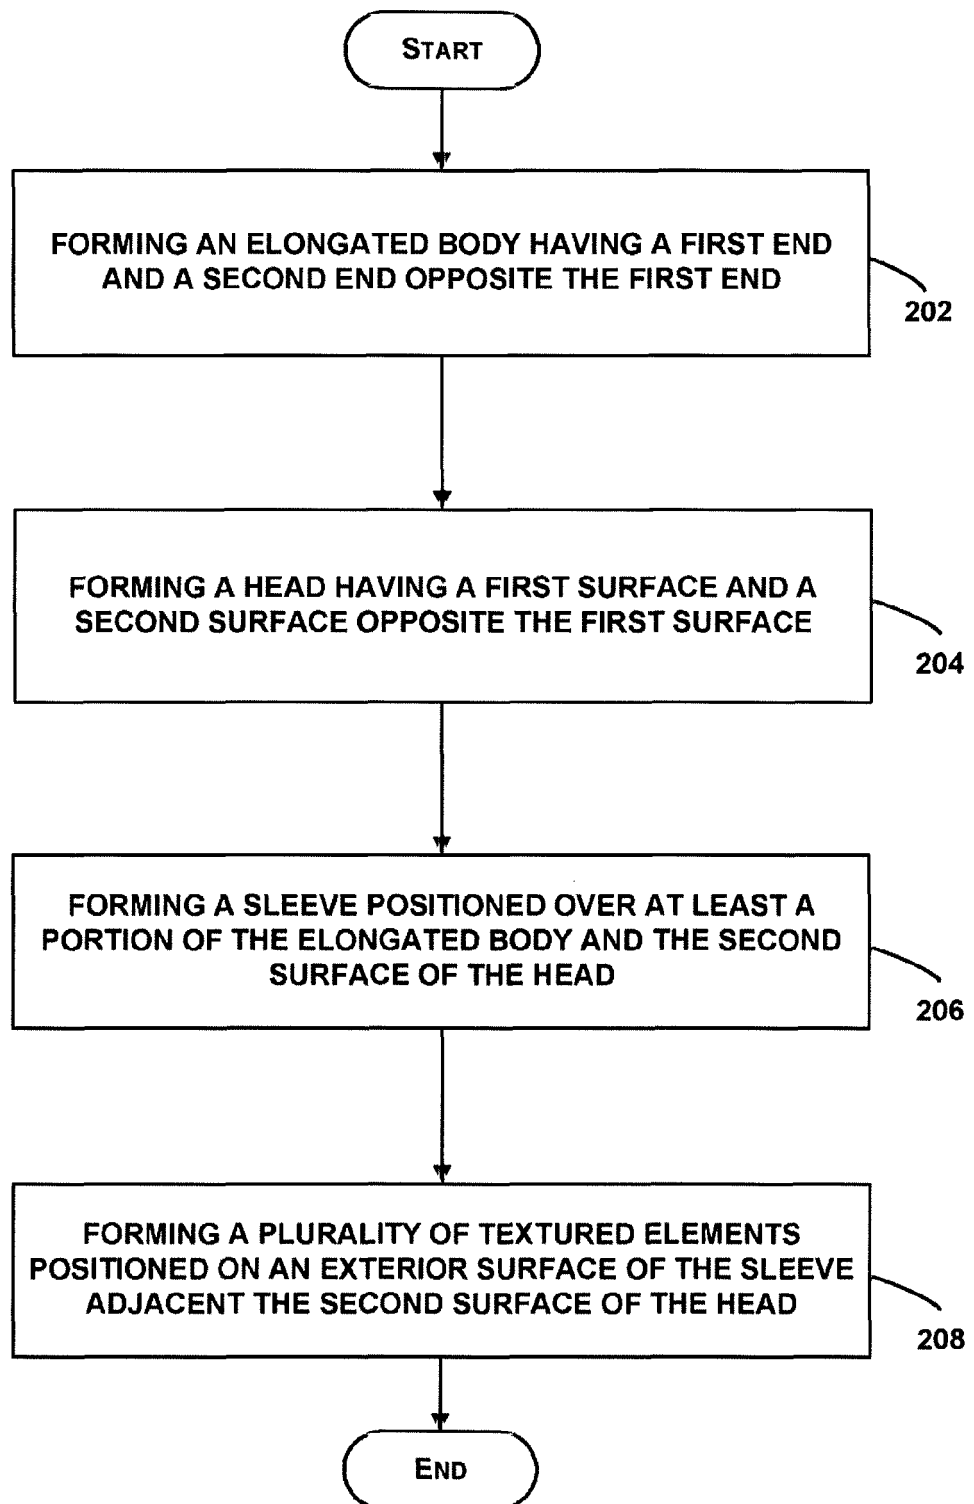 START
FORMING AN ELONGATED BODY HAVING A FIRST END
AND A SECOND END OPPOSITE THE FIRST END
202
FORMING A HEAD HAVING A FIRST SURFACE AND A
SECOND SURFACE OPPOSITE THE FIRST SURFACE
204
FORMING A SLEEVE POSITIONED OVER AT LEAST A
PORTION OF THE ELONGATED BODY AND THE SECOND
SURFACE OF THE HEAD
206
FORMING A PLURALITY OF TEXTURED ELEMENTS
POSITIONED ON AN EXTERIOR SURFACE OF THE SLEEVE
ADJACENT THE SECOND SURFACE OF THE HEAD
208
END